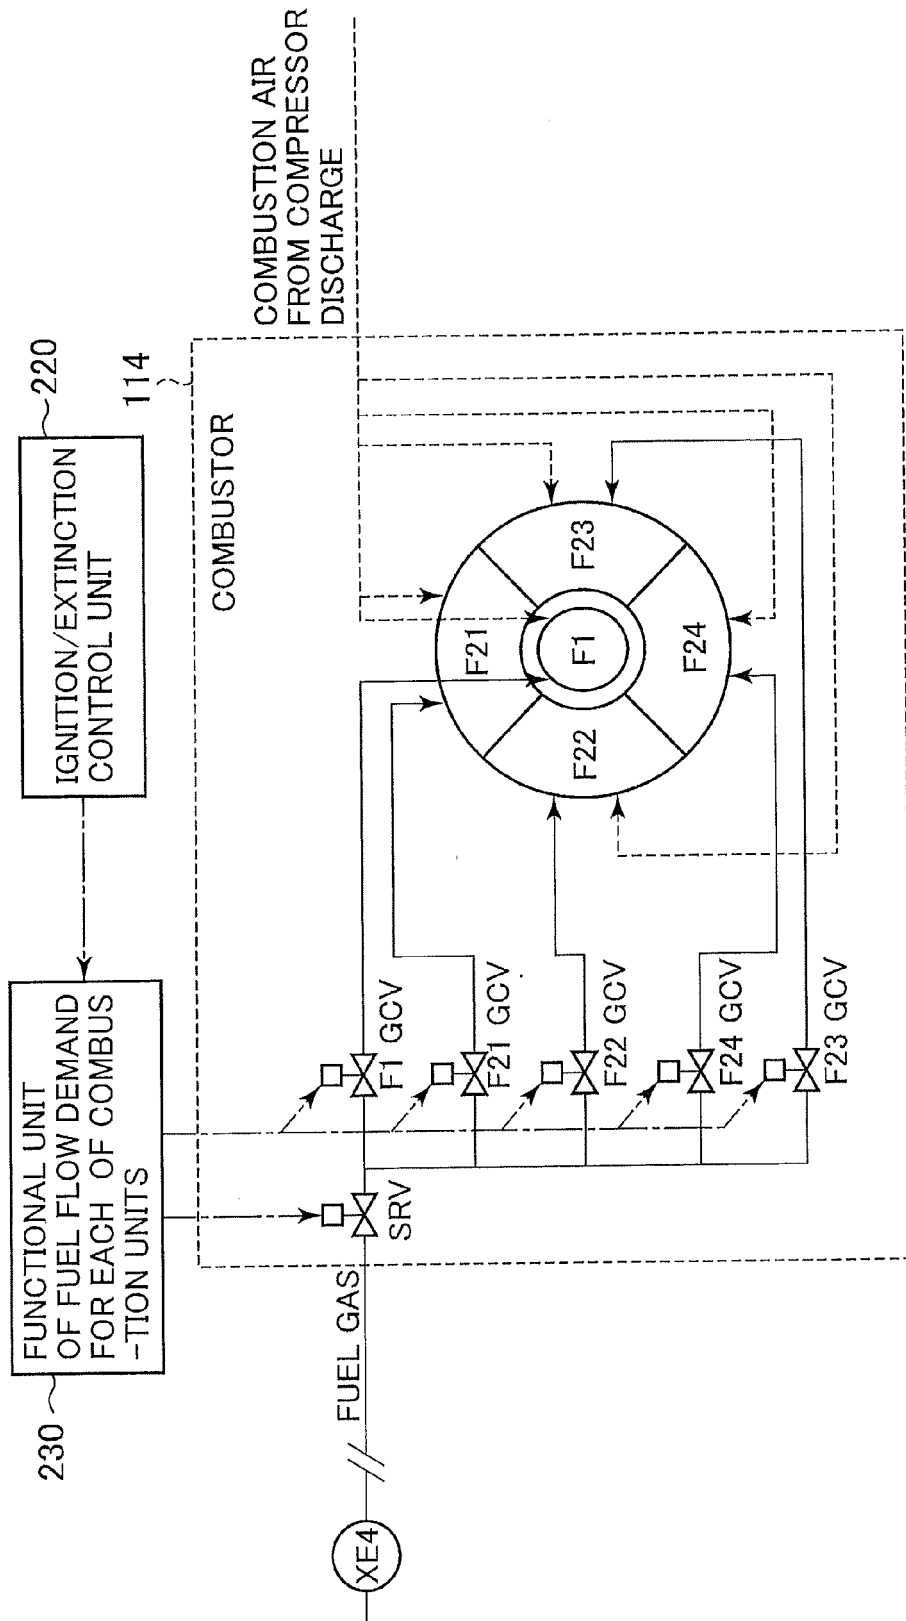 230
FUNCTIONAL UNIT
OF FUEL FLOW DEMAND
FOR EACH OF COMBUS
-TION UNITS
IGNITION/EXTINCTION
CONTROL UNIT
220
114
COMBUSTOR
COMBUSTION AIR
FROM COMPRESSOR
DISCHARGE
XE4
FUEL GAS
SRV
F1 GCV
F21 GCV
F22 GCV
F24 GCV
F23 GCV
F21
F22
F1
F23
F24